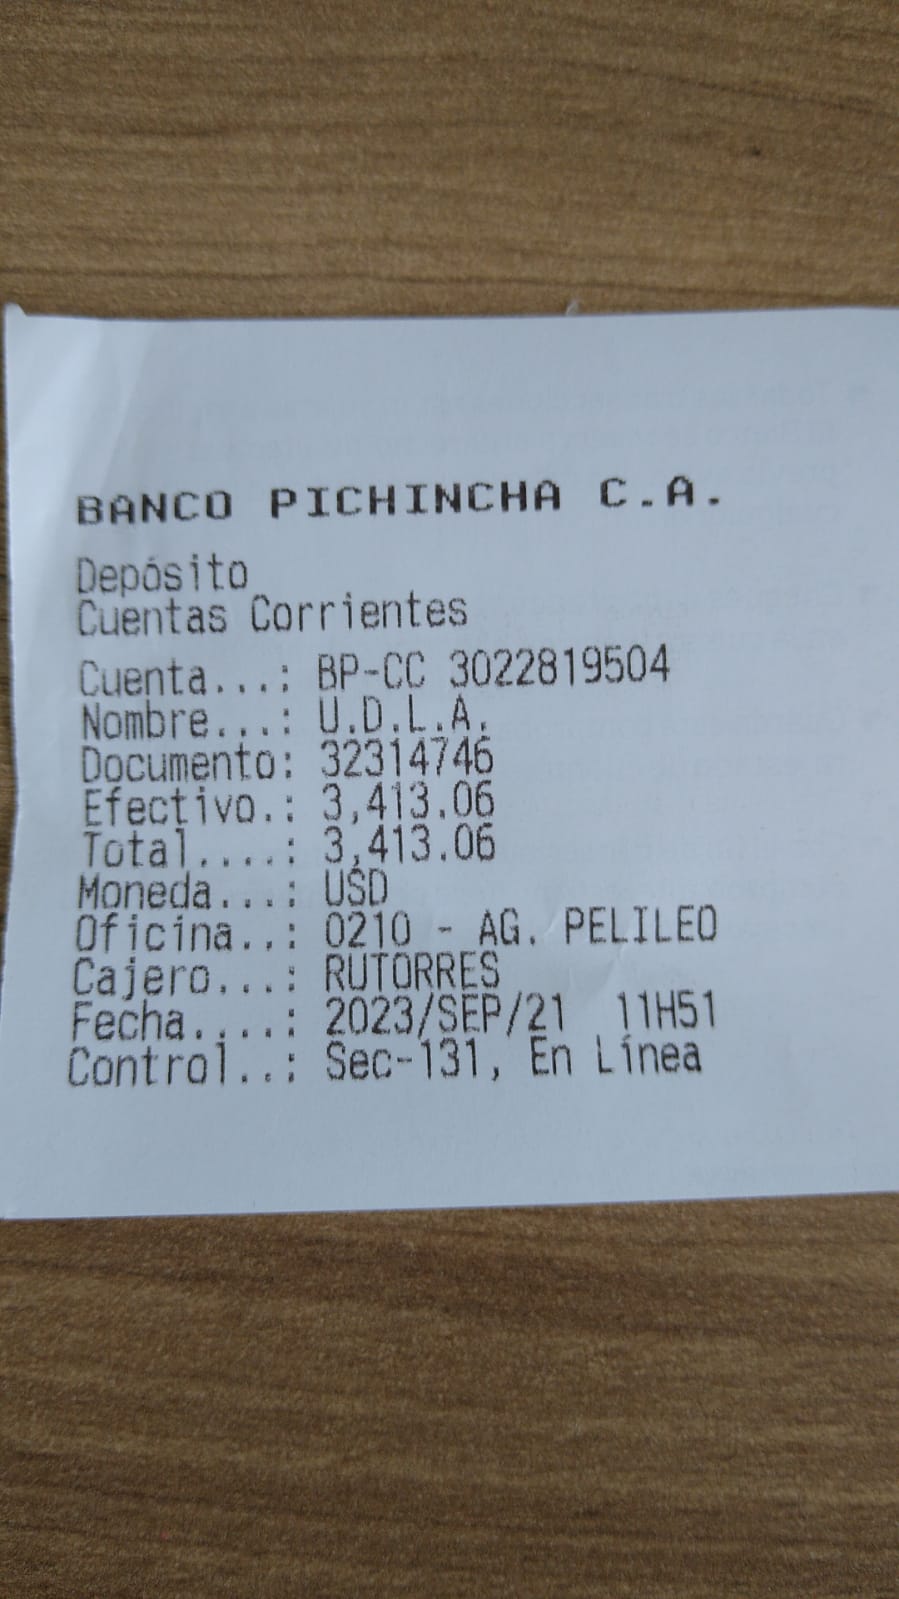 BANCO PICHINCHA C.A.
Depósito
Cuentas Corrientes
Cuenta...: BP-CC 3022819504
Nombre...: U.D.L.A.
Documento: 32314746
Efectivo.: 3,413.06
Total....: 3,413.06
Moneda...: USD
Oficina..: 0210 - AG. PELILEO
Cajero...: RUTORRES
Fecha....: 2023/SEP/21  11H51
Control..: Sec-131, En Línea